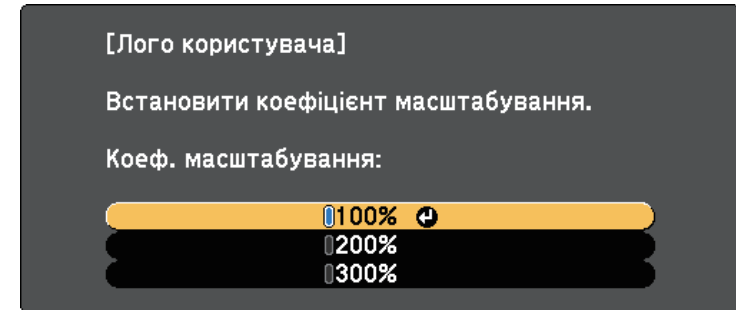 [Лого користувача]
Встановити коефіцієнт масштабування.
Коеф. масштабування:
100%
200%
300%